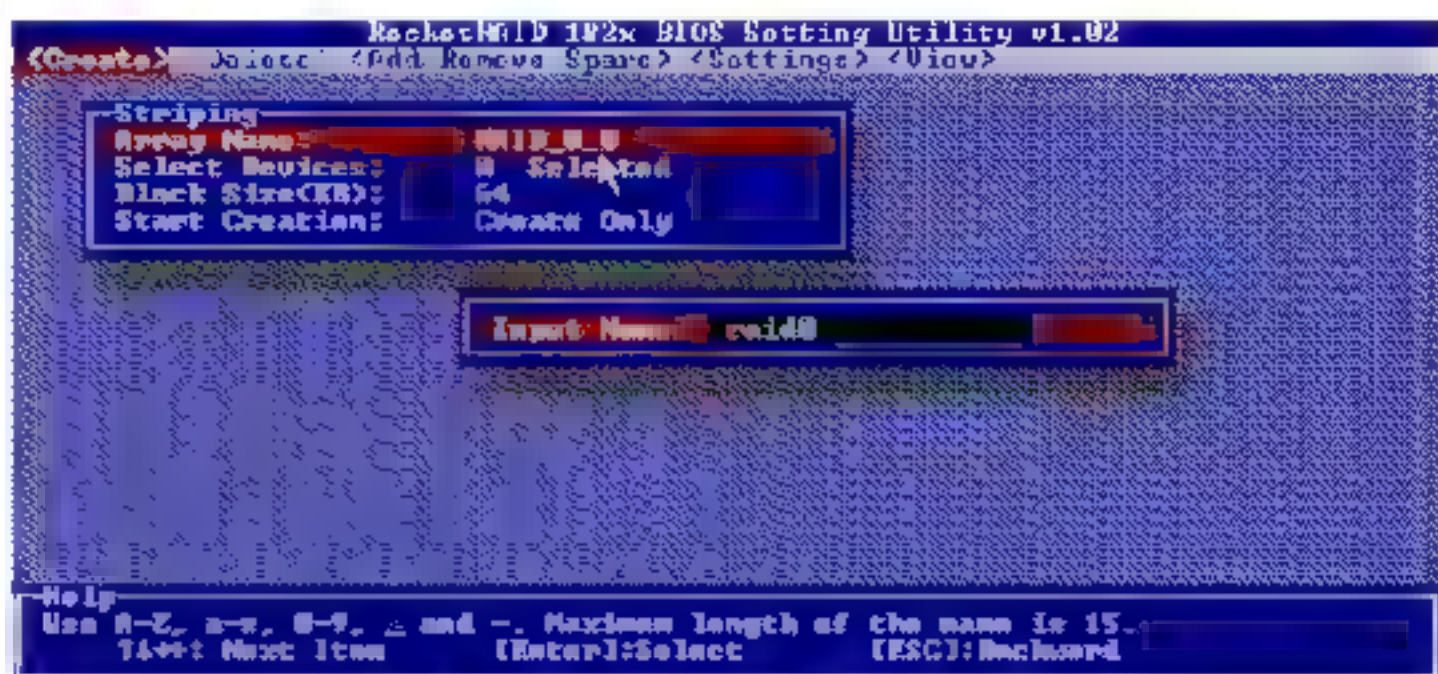 RocketRAID 182x BIOS Setting Utility v1.02
<Create> <Delete> <Add/Remove Spare> <Settings> <View>
Striping
Array Name: RAID_0_0
Select Devices: 0 Selected
Block Size(KB): 64
Start Creation: Create Only
Input Name: raid0
Help
Use A-Z, a-z, 0-9, _ and -. Maximum length of the name is 15.
Next Item [Enter]:Select [ESC]:Backward